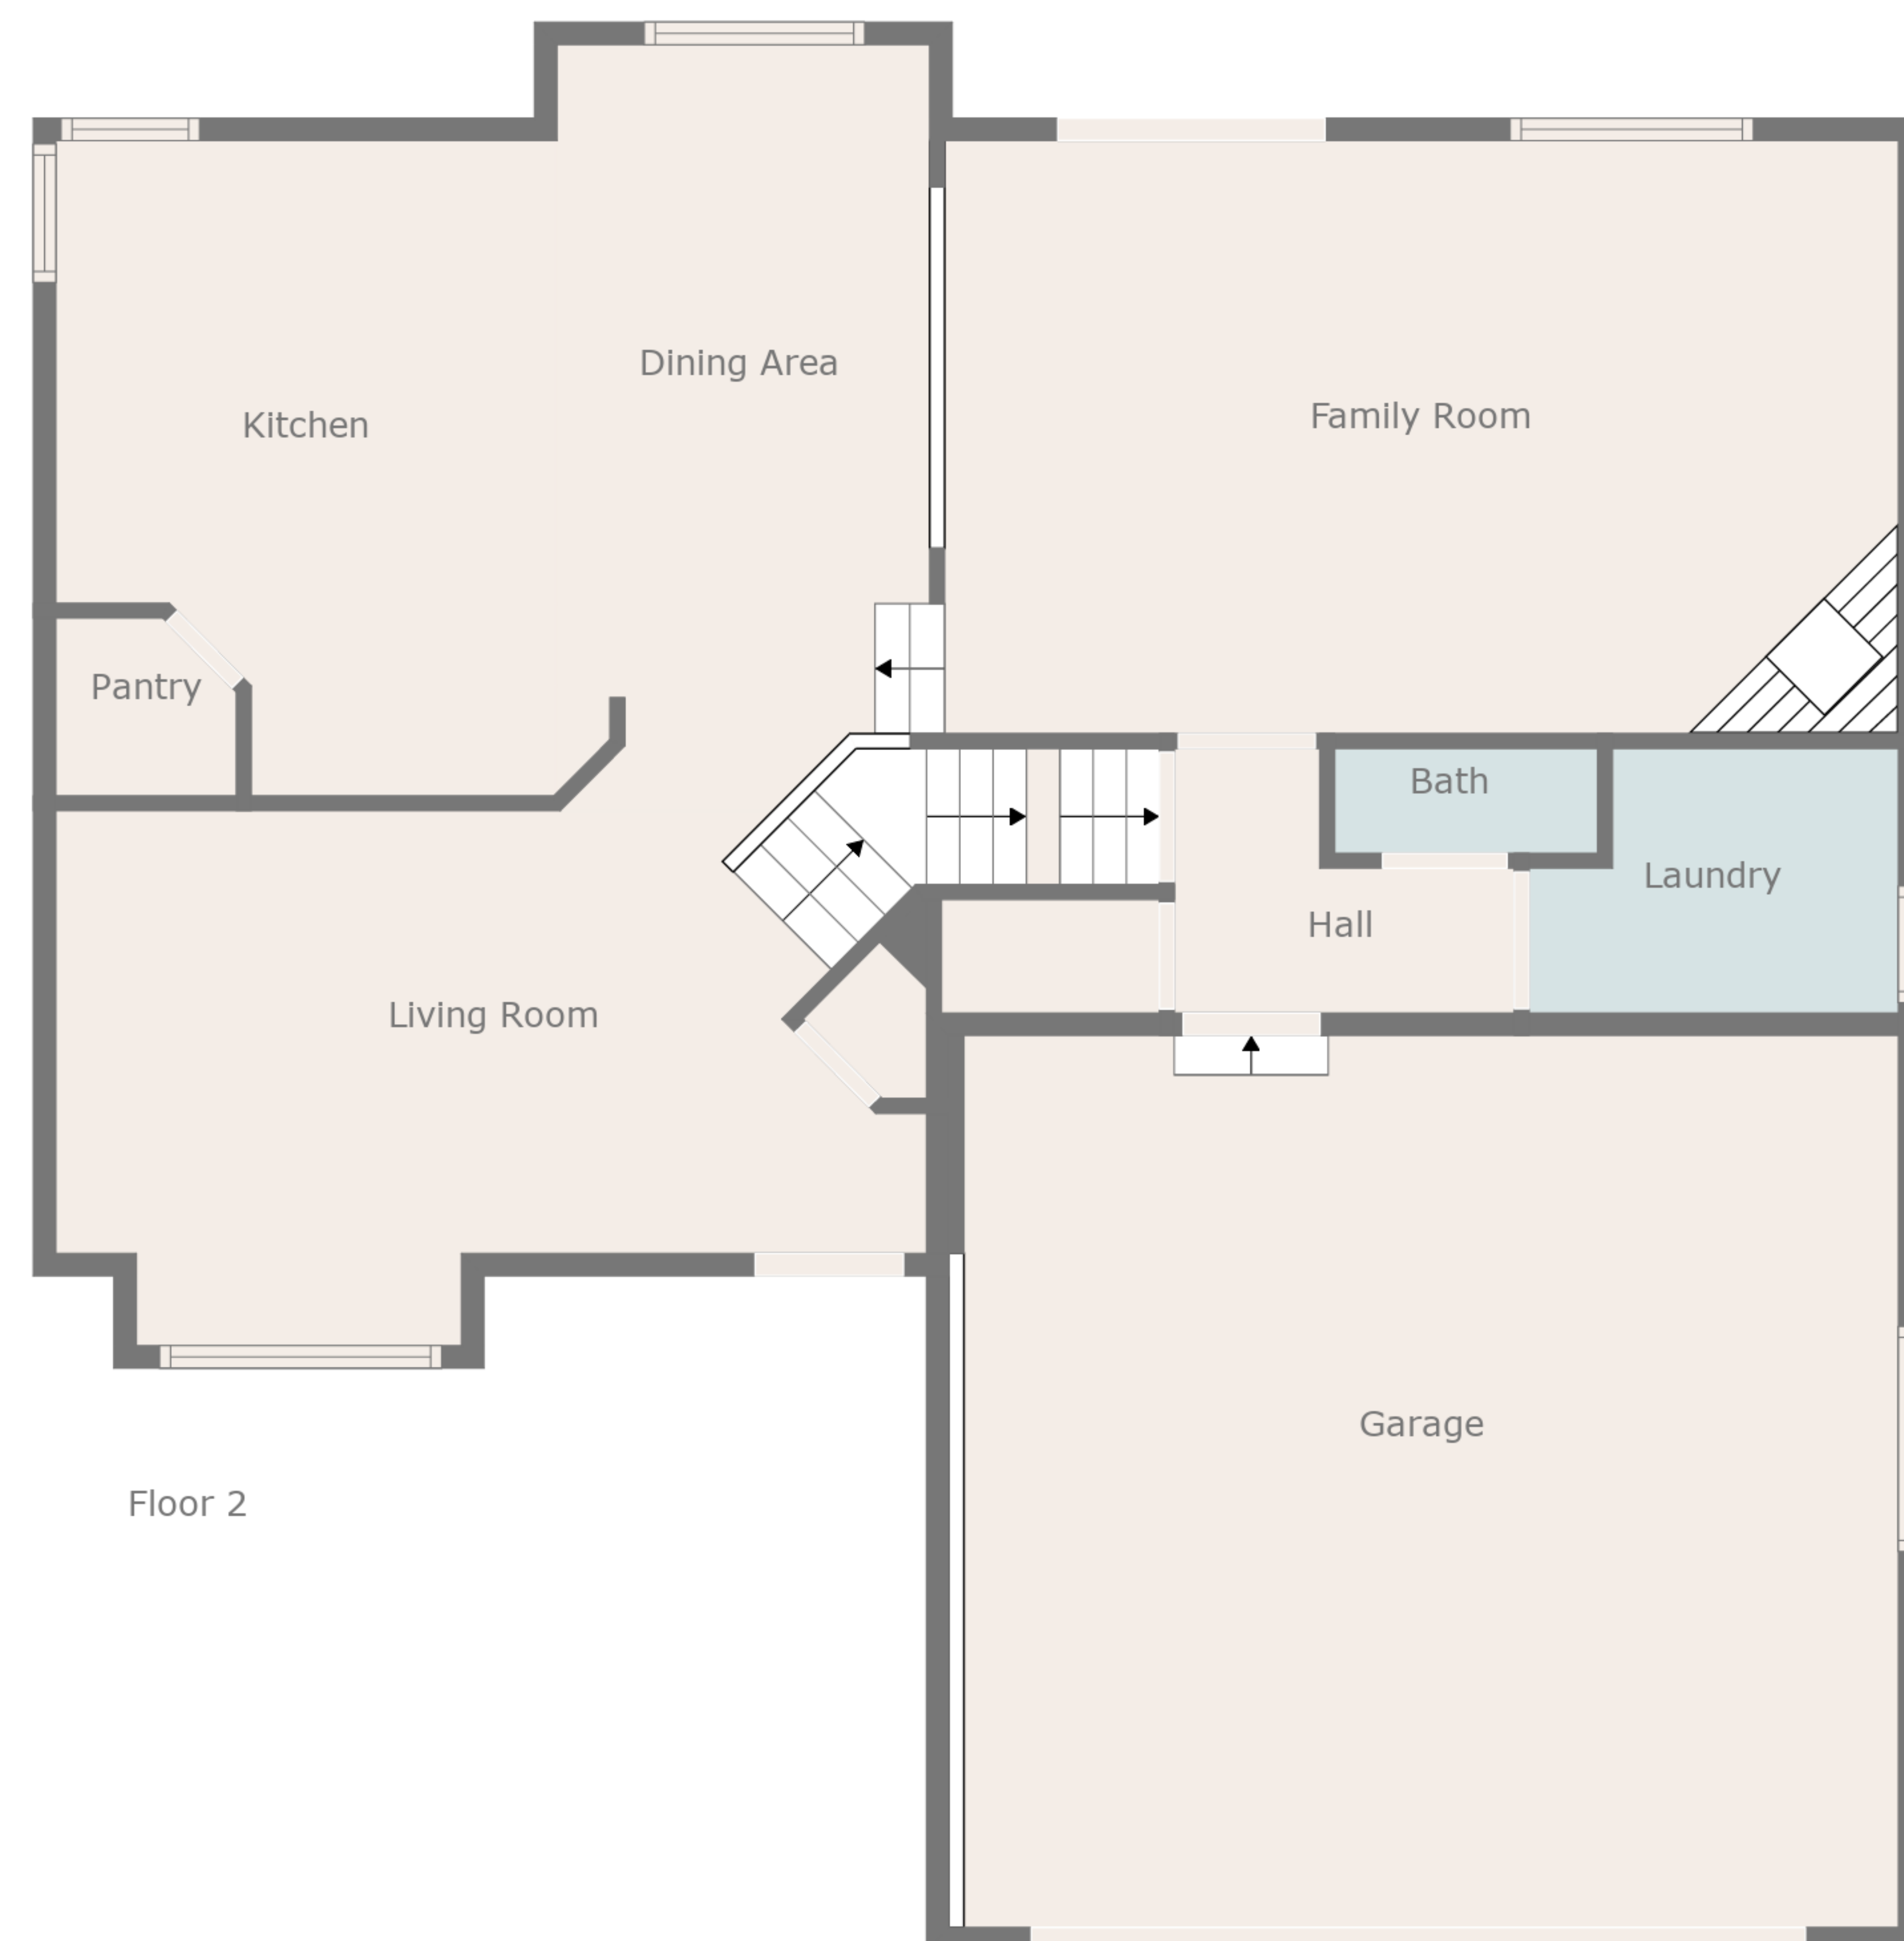 Dining Area
Family Room
Kitchen
Pantry
Bath
Laundry
Hall
Living Room
Garage
Floor 2